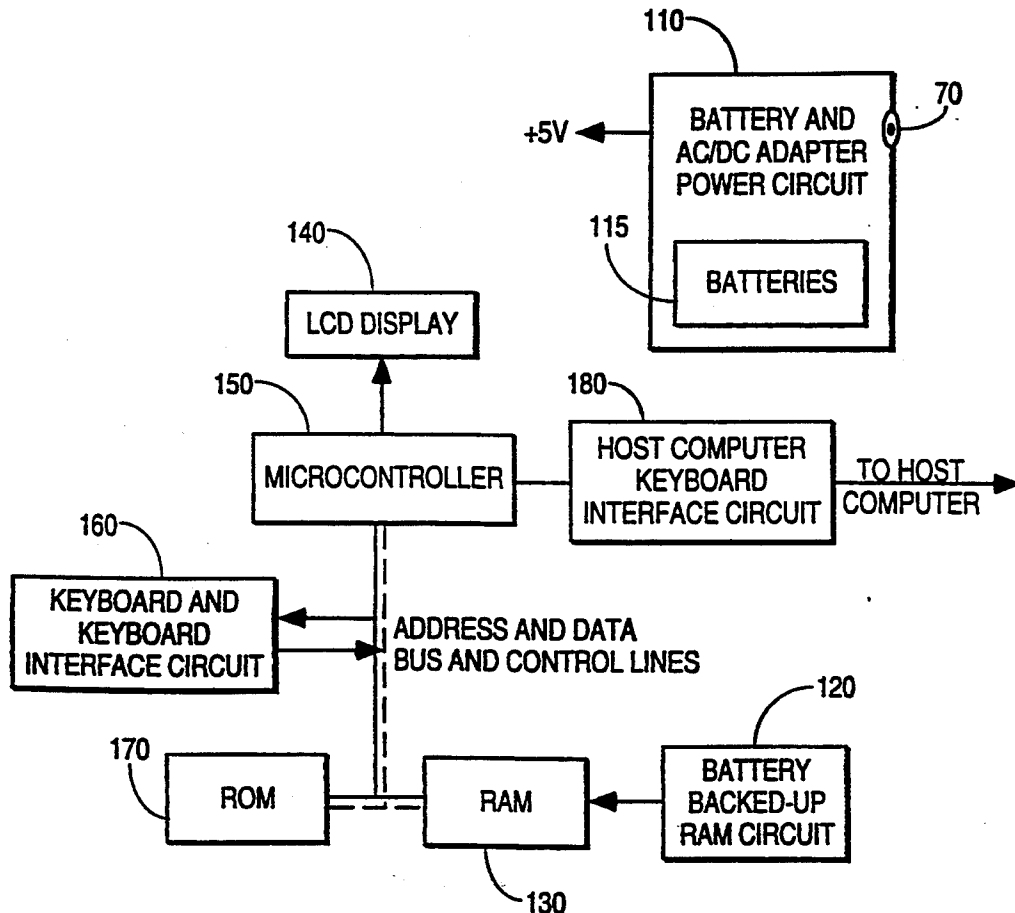 110
70
BATTERY AND
AC/DC ADAPTER
POWER CIRCUIT
+5V
115
BATTERIES
140
LCD DISPLAY
150
MICROCONTROLLER
180
HOST COMPUTER
KEYBOARD
INTERFACE CIRCUIT
TO HOST
COMPUTER
160
KEYBOARD AND
KEYBOARD
INTERFACE CIRCUIT
ADDRESS AND DATA
BUS AND CONTROL LINES
170
ROM
RAM
130
120
BATTERY
BACKED-UP
RAM CIRCUIT